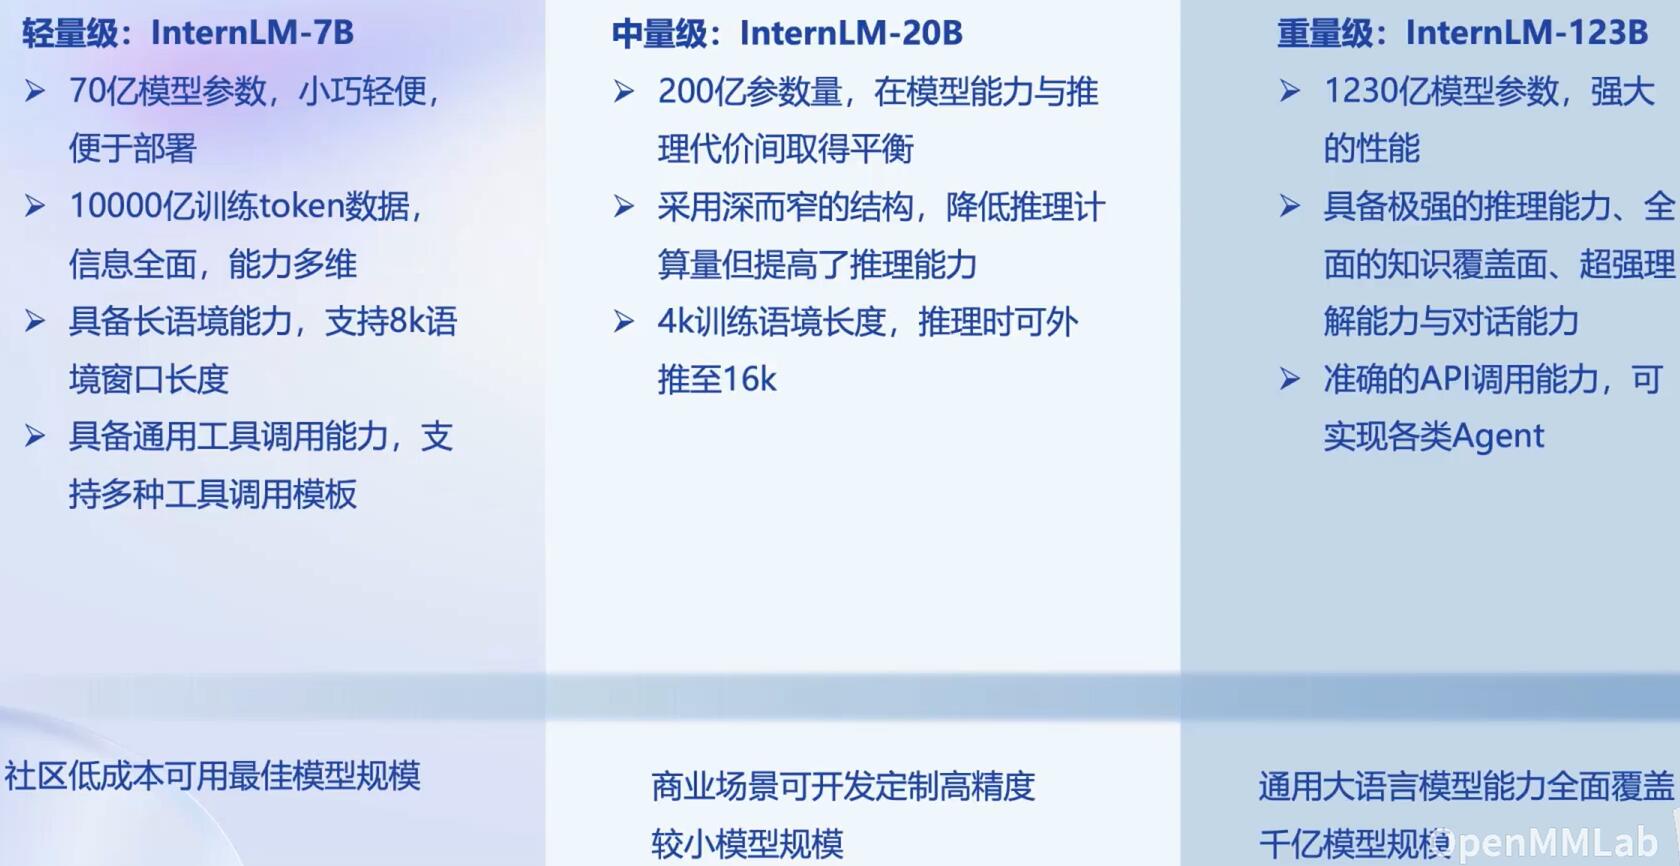 轻量级：InternLM-7B
70亿模型参数，小巧轻便，
便于部署
10000亿训练token数据，
信息全面，能力多维
具备长语境能力，支持8k语
境窗口长度
具备通用工具调用能力，支
持多种工具调用模板
社区低成本可用最佳模型规模
中量级：InternLM-20B
200亿参数量，在模型能力与推
理代价间取得平衡
采用深而窄的结构，降低推理计
算量但提高了推理能力
4k训练语境长度，推理时可外
推至16k
商业场景可开发定制高精度
较小模型规模
重量级：InternLM-123B
1230亿模型参数，强大
的性能
具备极强的推理能力、全
面的知识覆盖面、超强理
解能力与对话能力
准确的API调用能力，可
实现各类Agent
通用大语言模型能力全面覆盖
千亿模型规模
OpenMMLab